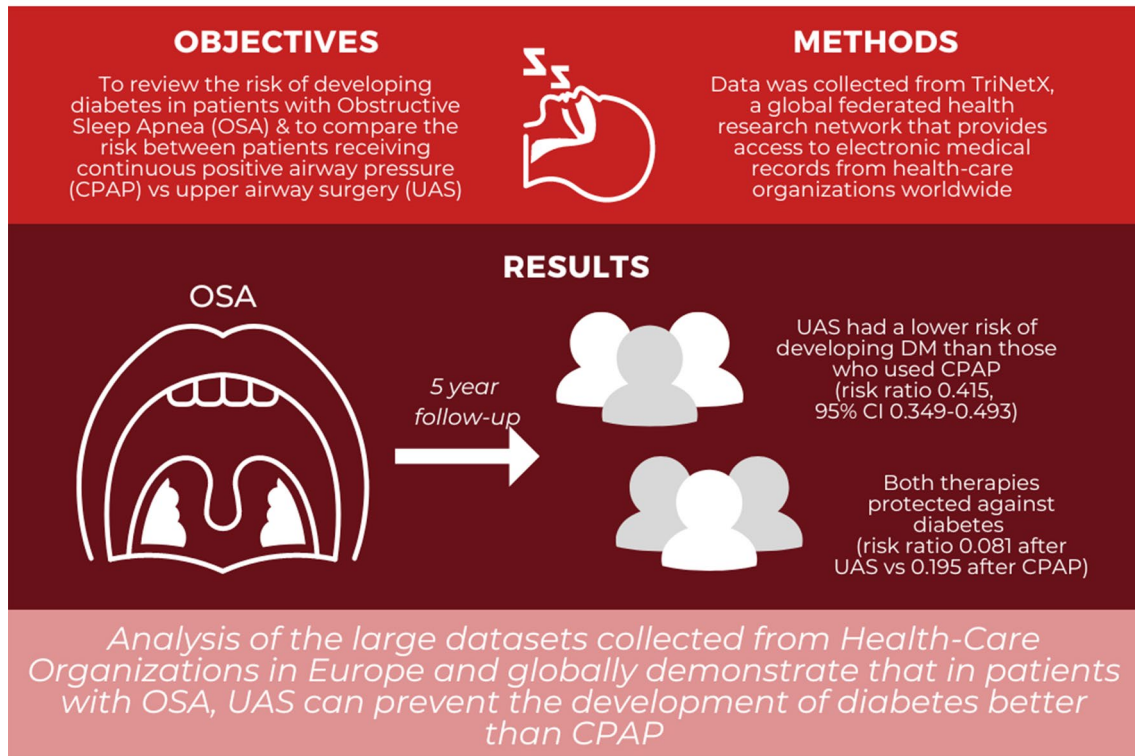 OBJECTIVES
To review the risk of developing
diabetes in patients with Obstructive
Sleep Apnea (OSA) & to compare the
risk between patients receiving
continuous positive airway pressure
(CPAP) vs upper airway surgery (UAS)
z
z
z
METHODS
Data was collected from TriNetX,
a global federated health
research network that provides
access to electronic medical
records from health-care
organizations worldwide
RESULTS
OSA
5 year
follow-up
UAS had a lower risk of
developing DM than those
who used CPAP
(risk ratio 0.415,
95% CI 0.349-0.493)
Both therapies
protected against
diabetes
(risk ratio 0.081 after
UAS vs 0.195 after CPAP)
Analysis of the large datasets collected from Health-Care
Organizations in Europe and globally demonstrate that in patients
with OSA, UAS can prevent the development of diabetes better
than CPAP